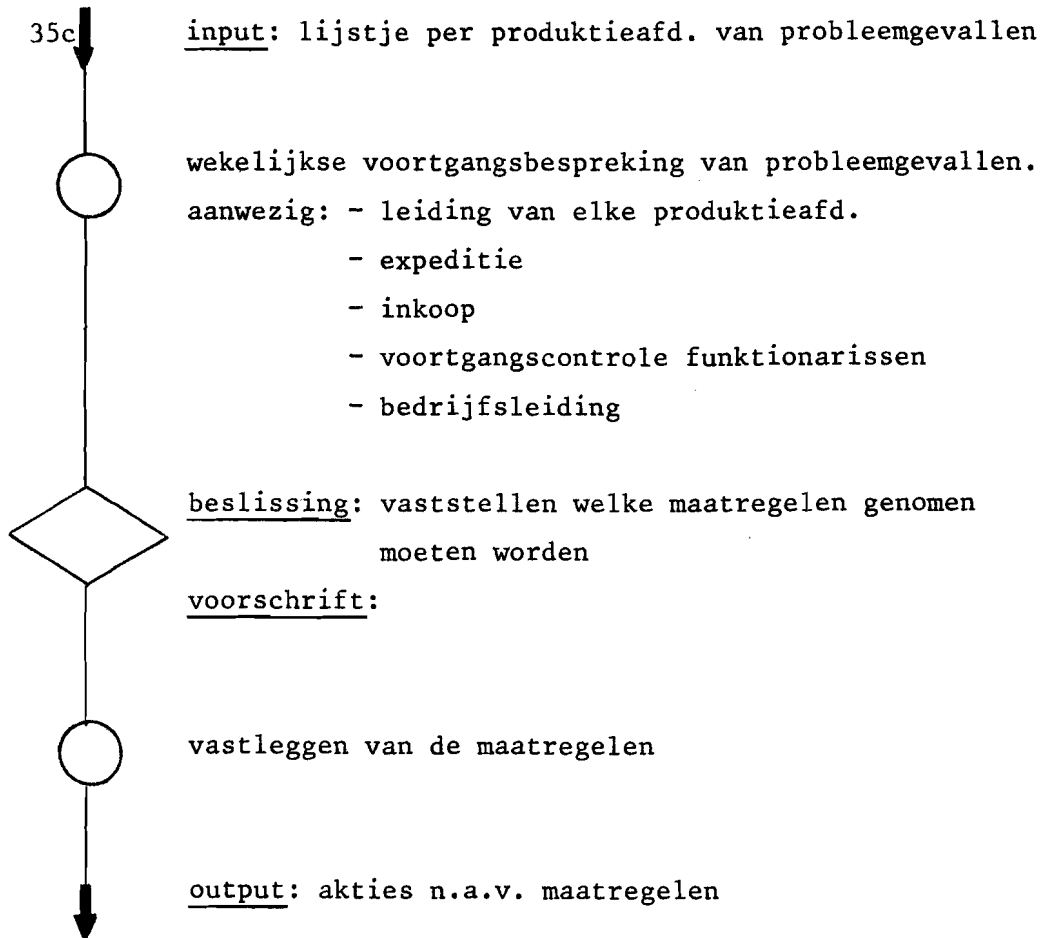 35c input: lijstje per produktieafd. van probleemgevallen
wekelijkse voortgangsbespreking van probleemgevallen.
aanwezig: - leiding van elke produktieafd.
- expeditie
- inkoop
- voortgangscontrole funktionarissen
- bedrijfsleiding
beslissing: vaststellen welke maatregelen genomen
moeten worden
voorschrift:
vastleggen van de maatregelen
output: akties n.a.v. maatregelen